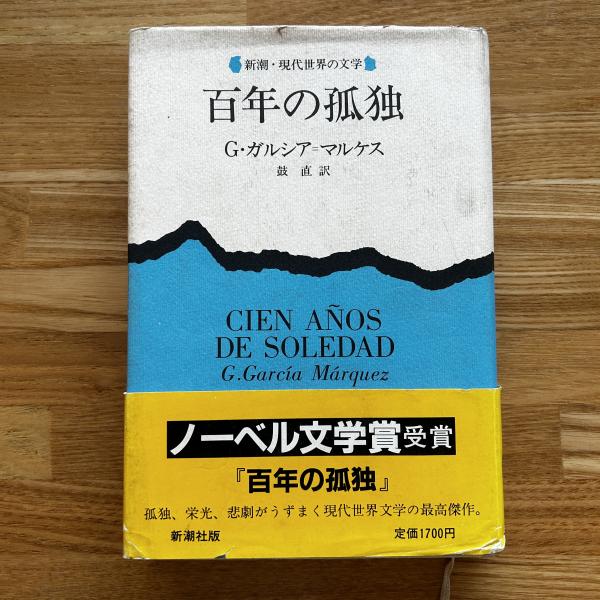 新潮・現代世界の文学
百年の孤独
G・ガルシア=マルケス
鼓 直 訳
CIEN AÑOS
DE SOLEDAD
G.García Márquez
ノーベル文学賞受賞
『百年の孤独』
孤独、栄光、悲劇がうずまく現代世界文学の最高傑作。
新潮社版 定価1700円